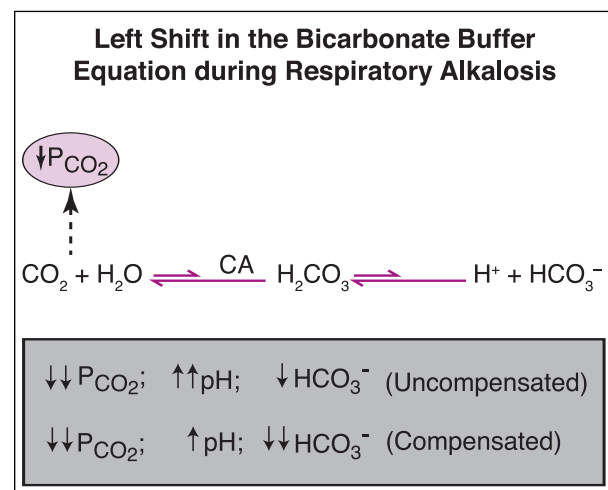 Left Shift in the Bicarbonate Buffer
Equation during Respiratory Alkalosis
↓PCO₂
CO₂ + H₂O ⇌ CA H₂CO₃ ⇌ H⁺ + HCO₃⁻
↓↓PCO₂; ↑↑pH; ↓HCO₃⁻ (Uncompensated)
↓↓PCO₂; ↑pH; ↓↓HCO₃⁻ (Compensated)